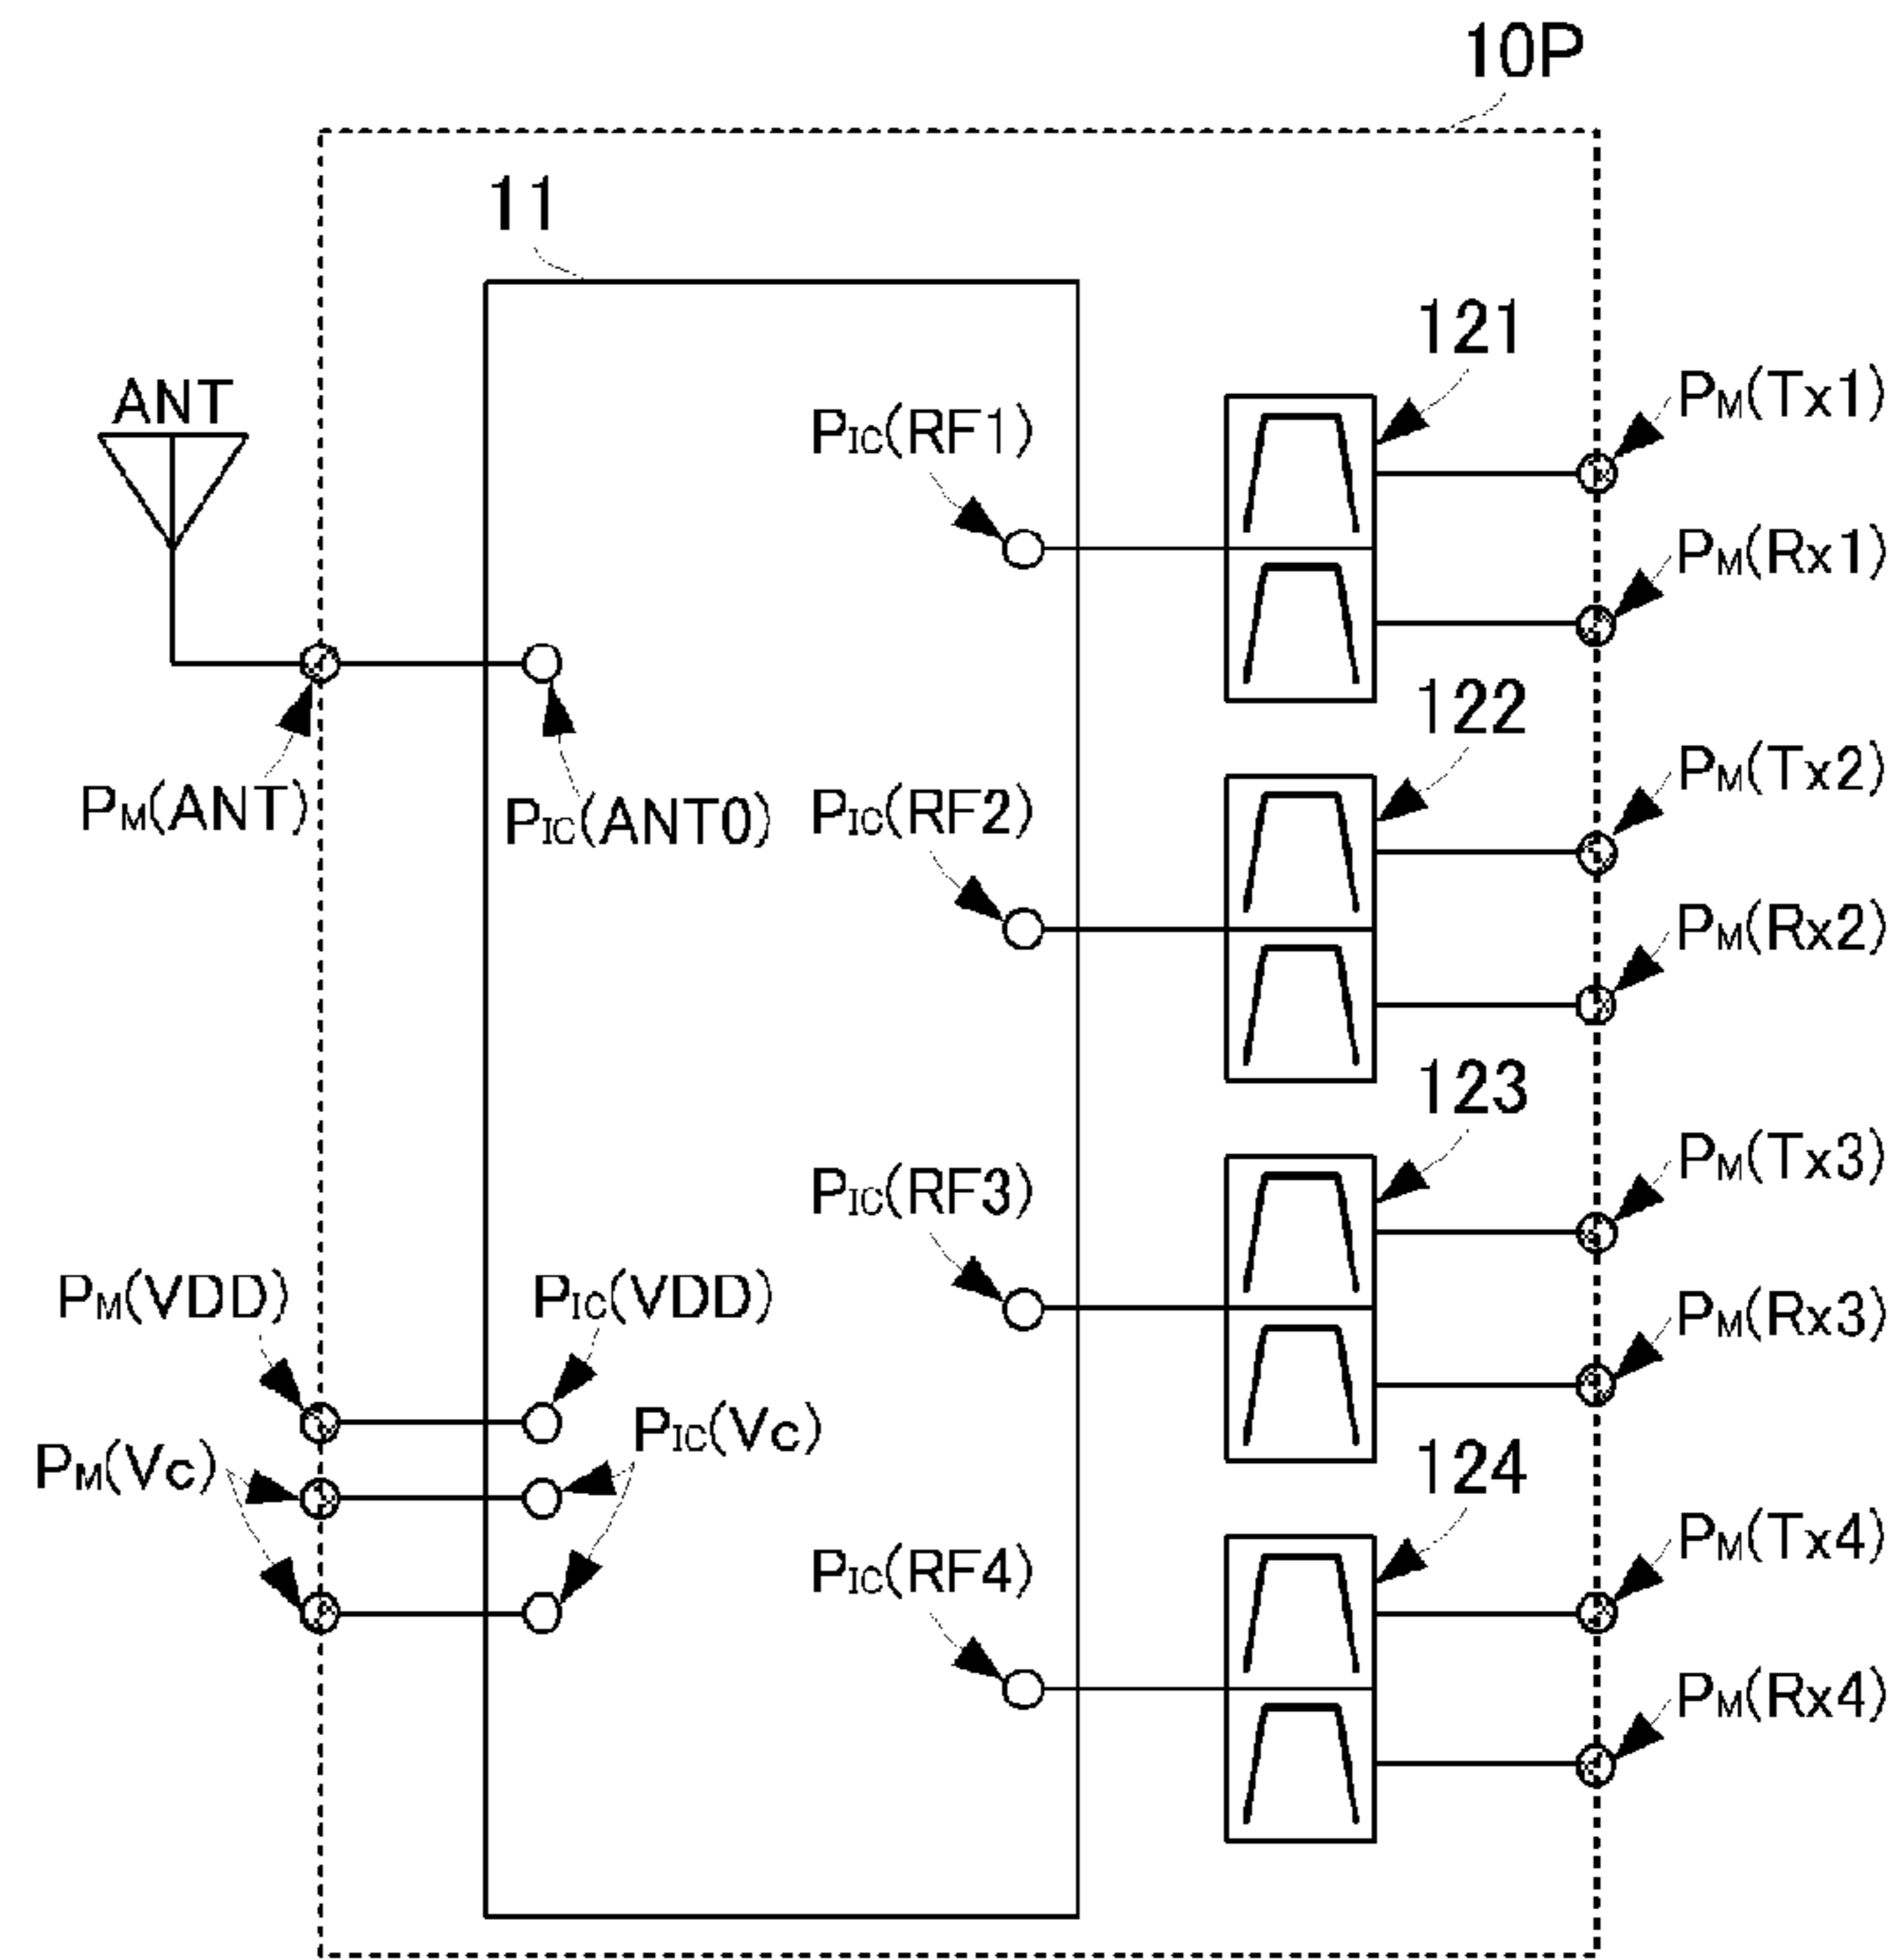 10P
11
121
ANT
PM(Tx1)
PIC(RF1)
PM(Rx1)
122
PM(ANT)
PIC(ANT0)
PIC(RF2)
PM(Tx2)
PM(Rx2)
123
PM(Tx3)
PIC(RF3)
PM(VDD)
PIC(VDD)
PM(Rx3)
PM(Vc)
PIC(Vc)
124
PM(Tx4)
PIC(RF4)
PM(Rx4)